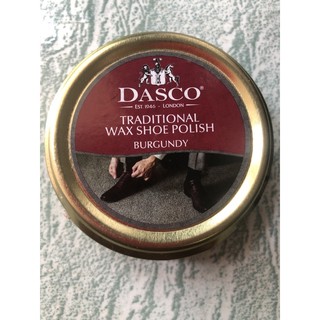 DASCO
EST. 1946 - LONDON
TRADITIONAL
WAX SHOE POLISH
BURGUNDY